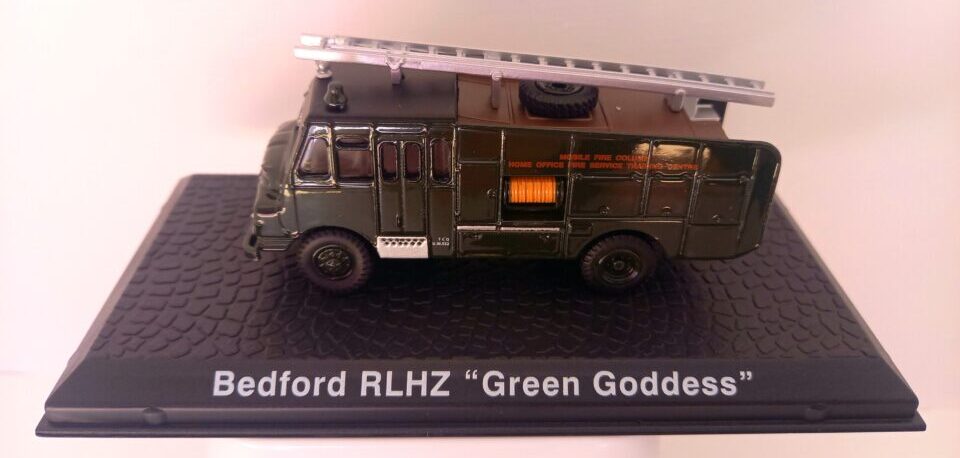 MOBILE FIRE COLUMN
HOME OFFICE FIRE SERVICE TRAINING CENTRE
Bedford RLHZ “Green Goddess”